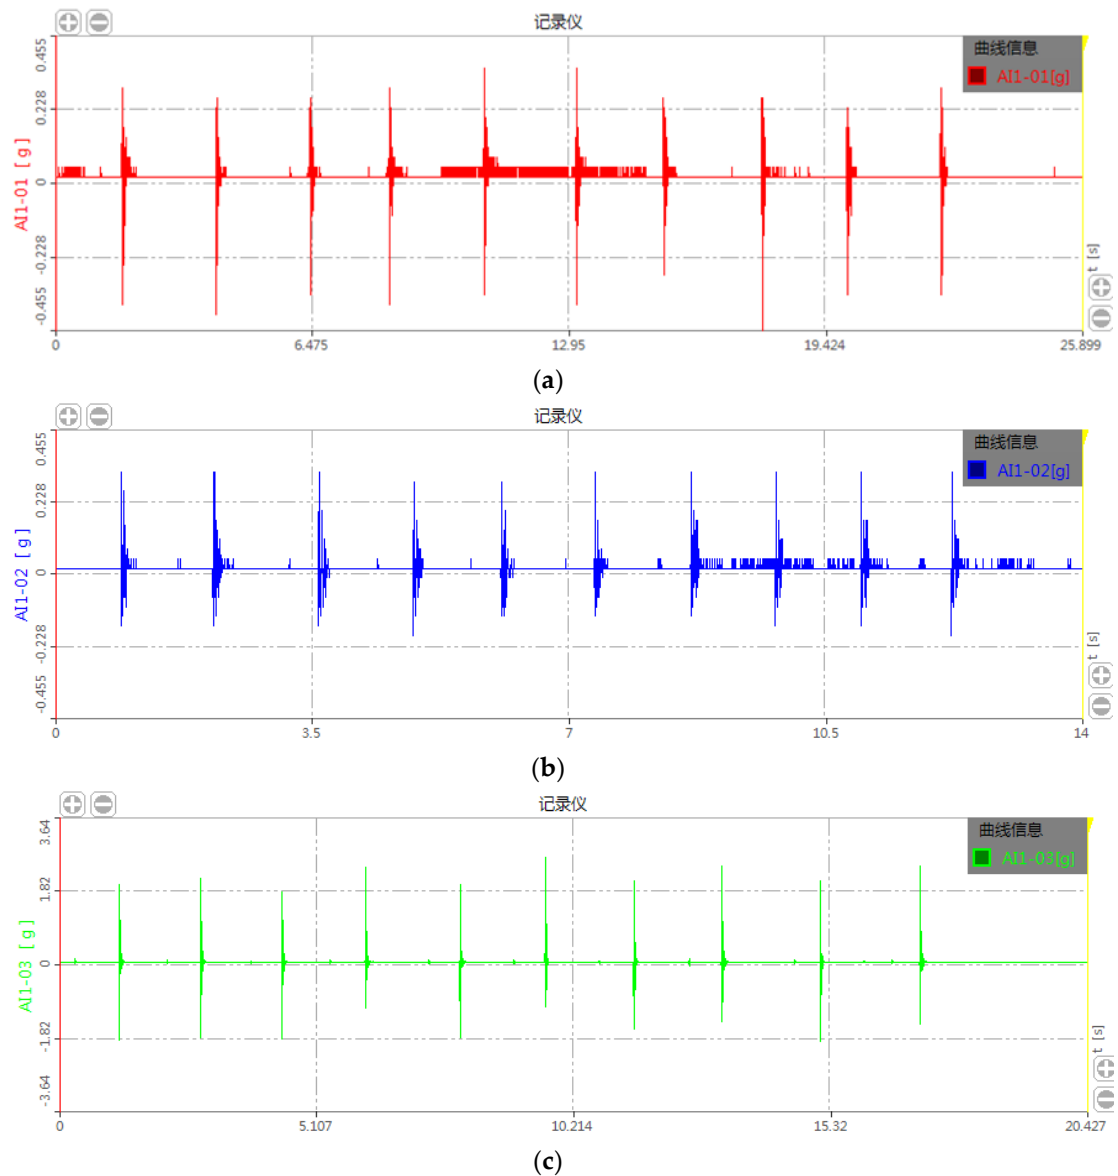 记录仪
曲线信息
AI1-01[g]
AI1-01 [g]
0.455
0.228
0
-0.228
-0.455
t [s]
0 6.475 12.95 19.424 25.899
(a)
记录仪
曲线信息
AI1-02[g]
AI1-02 [g]
0.455
0.228
0
-0.228
-0.455
t [s]
0 3.5 7 10.5 14
(b)
记录仪
曲线信息
AI1-03[g]
AI1-03 [g]
3.64
1.82
0
-1.82
-3.64
t [s]
0 5.107 10.214 15.32 20.427
(c)